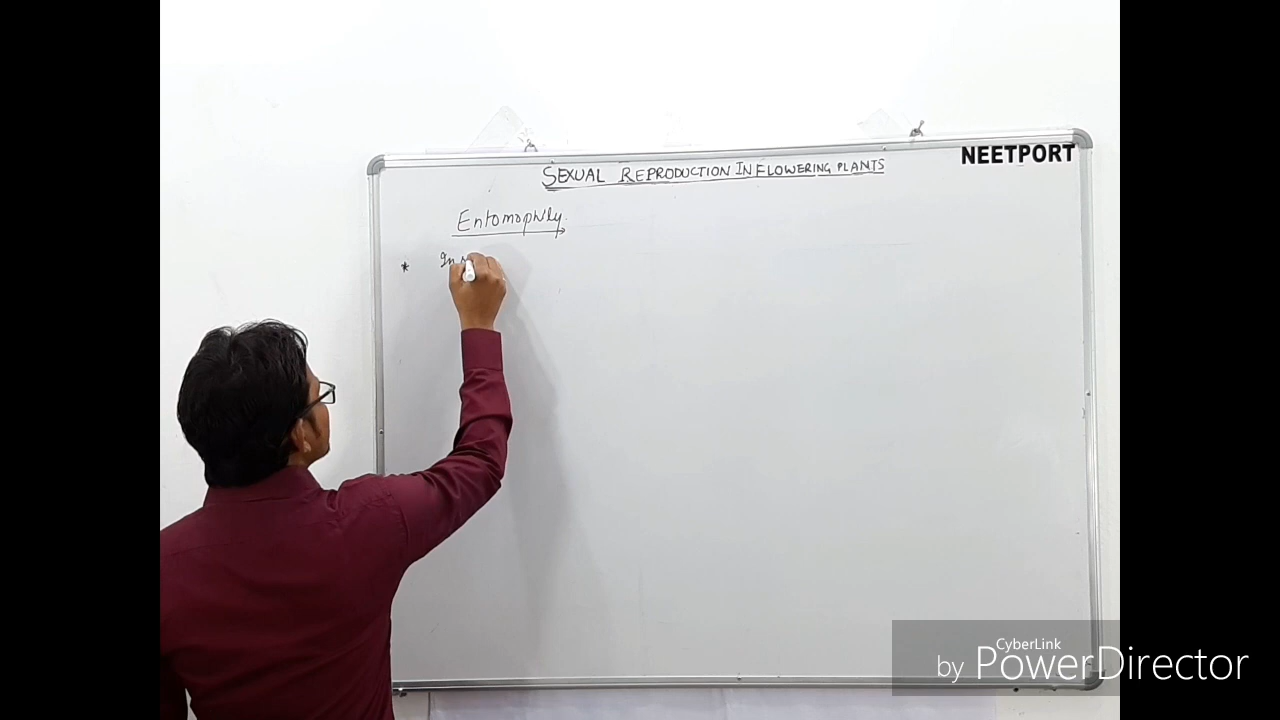 NEETPORT
SEXUAL REPRODUCTION IN FLOWERING PLANTS
Entomophily
*
CyberLink
by PowerDirector